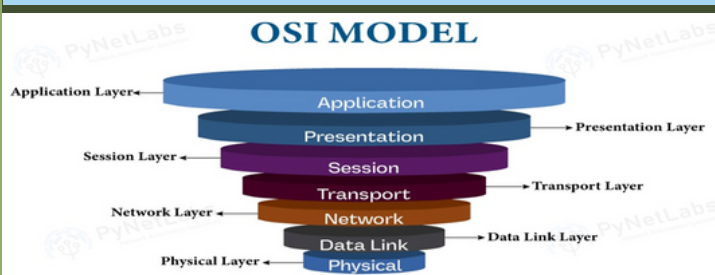 PyNetLabs
OSI MODEL
PyNetLabs
Application Layer
Application
Presentation
Presentation Layer
Session Layer
Session
Transport
Transport Layer
Network Layer
Network
PyNetLabs
PyNetLabs
Data Link
Data Link Layer
Physical Layer
Physical